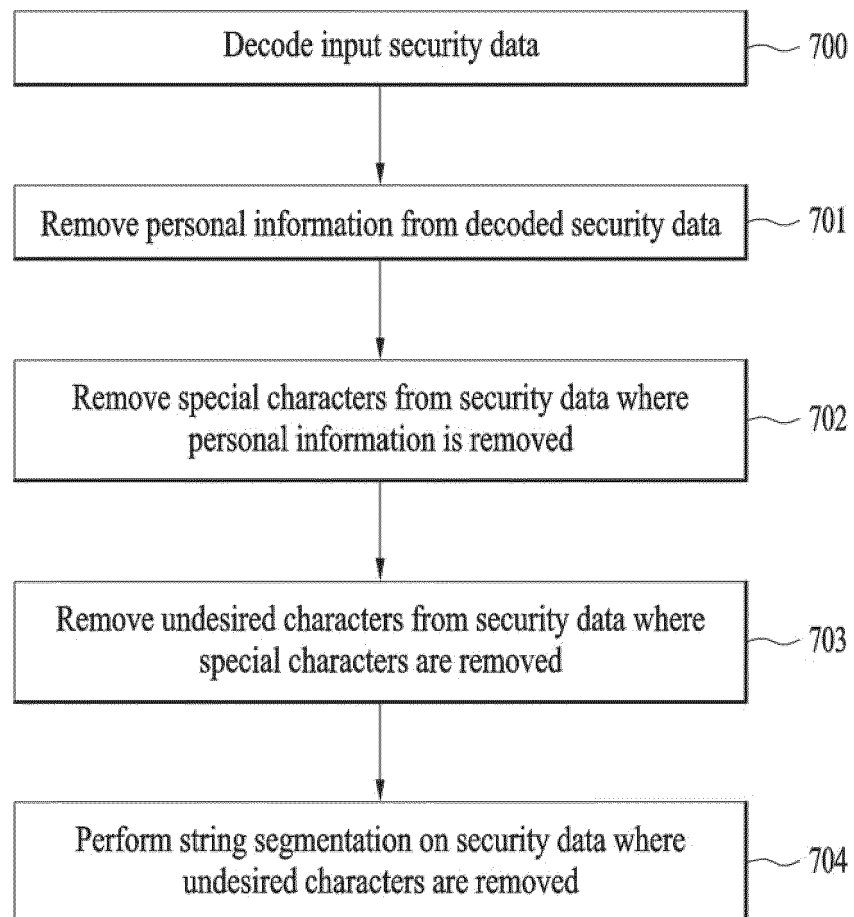 Decode input security data
700
Remove personal information from decoded security data
701
Remove special characters from security data where
personal information is removed
702
Remove undesired characters from security data where
special characters are removed
703
Perform string segmentation on security data where
undesired characters are removed
704